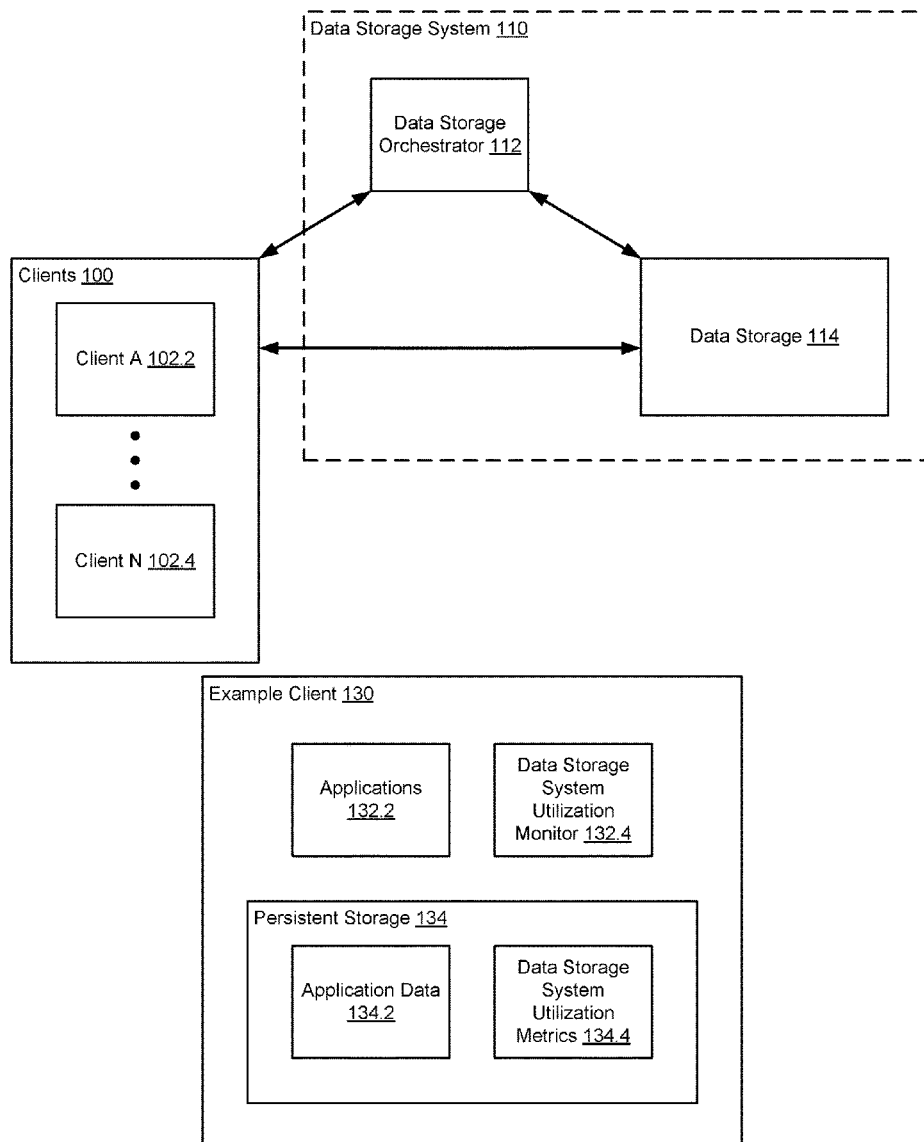 Data Storage System 110
Data Storage
Orchestrator 112
Clients 100
Client A 102.2
Data Storage 114
Client N 102.4
Example Client 130
Applications
132.2
Data Storage
System
Utilization
Monitor 132.4
Persistent Storage 134
Application Data
134.2
Data Storage
System
Utilization
Metrics 134.4